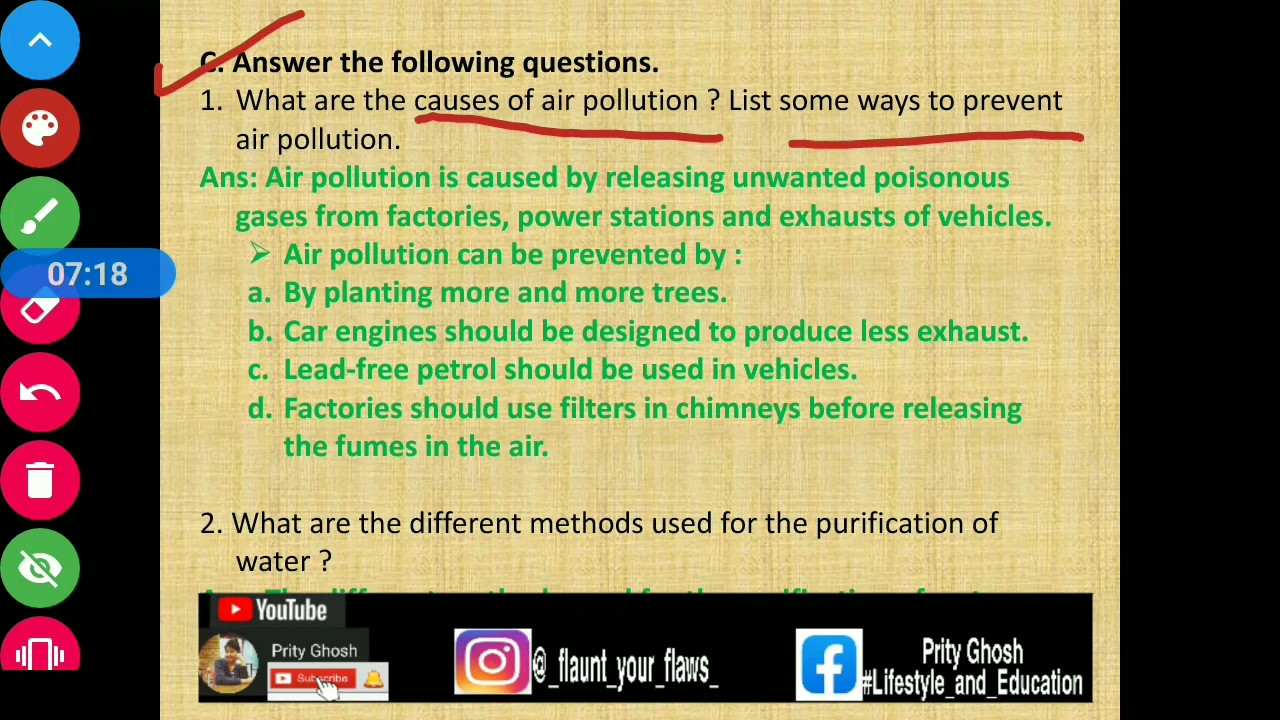 C. Answer the following questions.
1. What are the causes of air pollution ? List some ways to prevent
air pollution.
Ans: Air pollution is caused by releasing unwanted poisonous
gases from factories, power stations and exhausts of vehicles.
➢ Air pollution can be prevented by :
07:18
a. By planting more and more trees.
b. Car engines should be designed to produce less exhaust.
c. Lead-free petrol should be used in vehicles.
d. Factories should use filters in chimneys before releasing
the fumes in the air.
2. What are the different methods used for the purification of
water ?
YouTube
Prity Ghosh
Subscribe
@_flaunt_your_flaws_
Prity Ghosh
#Lifestyle_and_Education